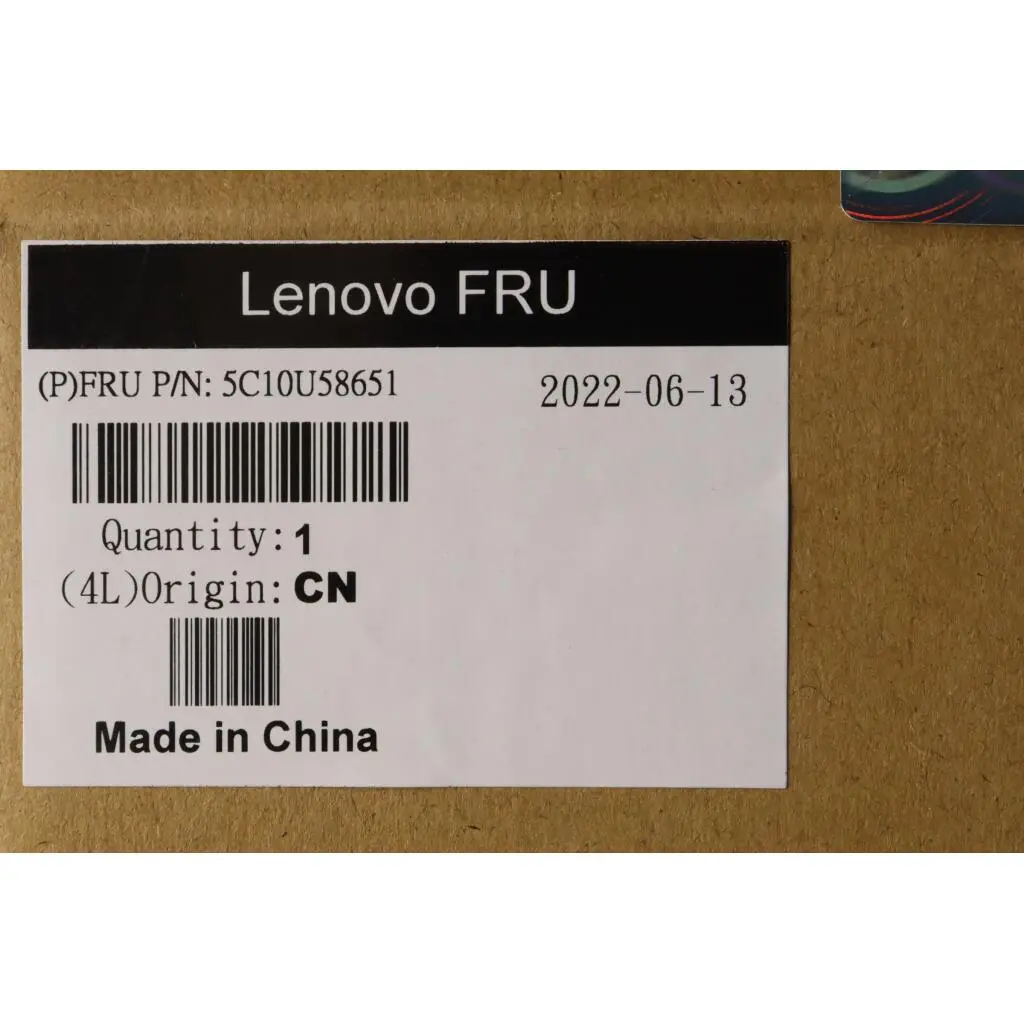 Lenovo FRU
(P)FRU P/N: 5C10U58651
2022-06-13
Quantity: 1
(4L)Origin: CN
Made in China